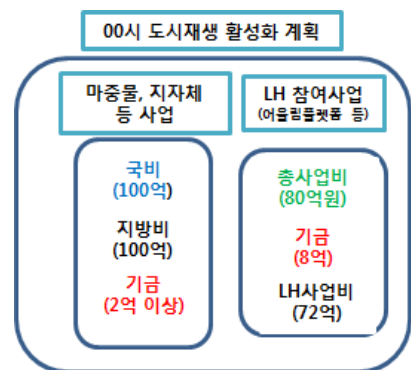 00시 도시재생 활성화 계획
마중물, 지자체
등 사업
국비
(100억)
지방비
(100억)
기금
(2억 이상)
LH 참여사업
(어울림플랫폼 등)
총사업비
(80억원)
기금
(8억)
LH사업비
(72억)